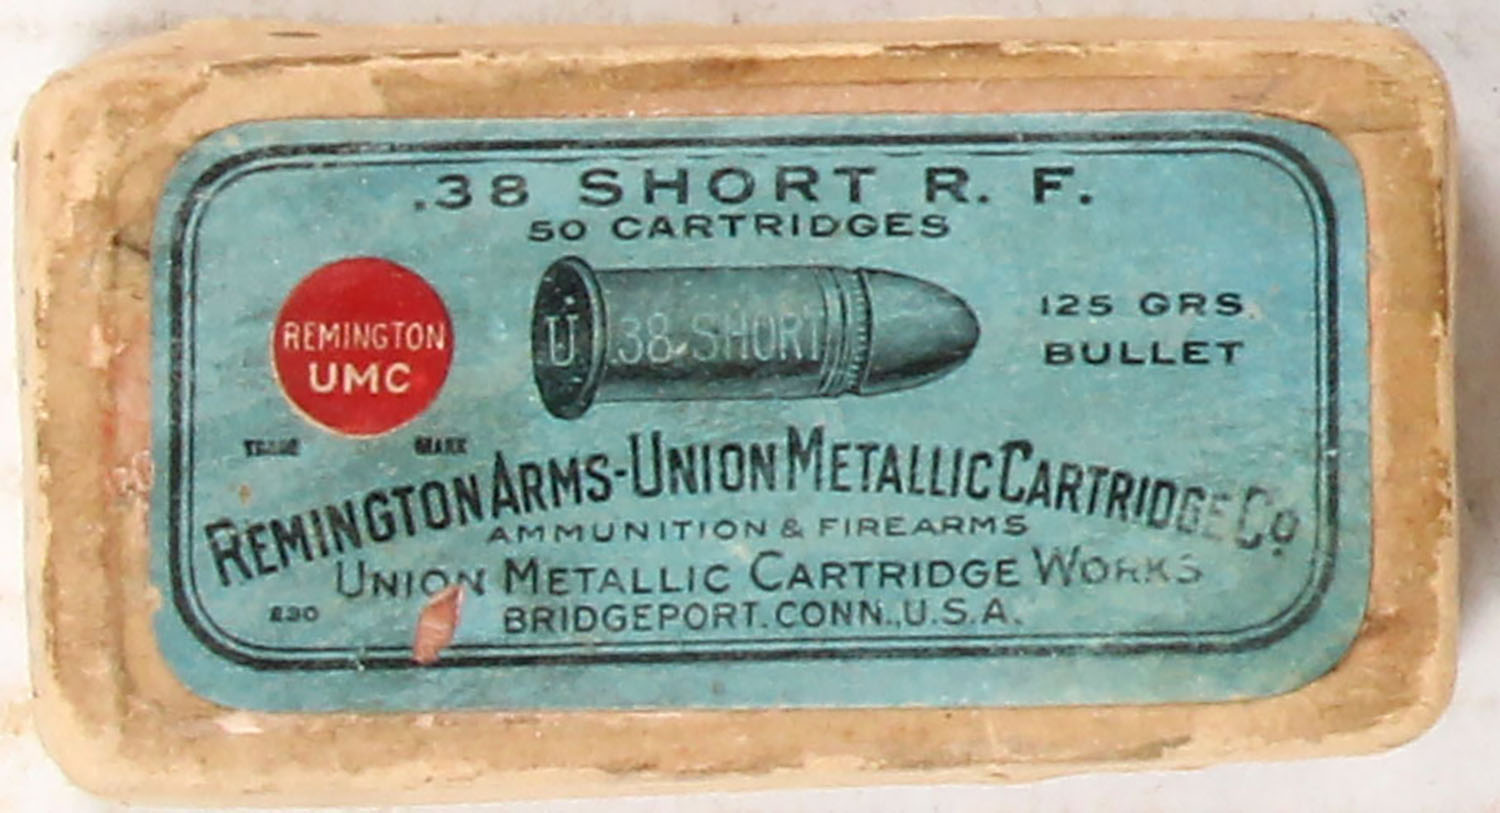 .38 SHORT R. F.
50 CARTRIDGES
REMINGTON
UMC
TRADE MARK
U .38 SHORT
125 GRS.
BULLET
REMINGTON ARMS-UNION METALLIC CARTRIDGE Co.
AMMUNITION & FIREARMS
UNION METALLIC CARTRIDGE WORKS
BRIDGEPORT. CONN., U.S.A.